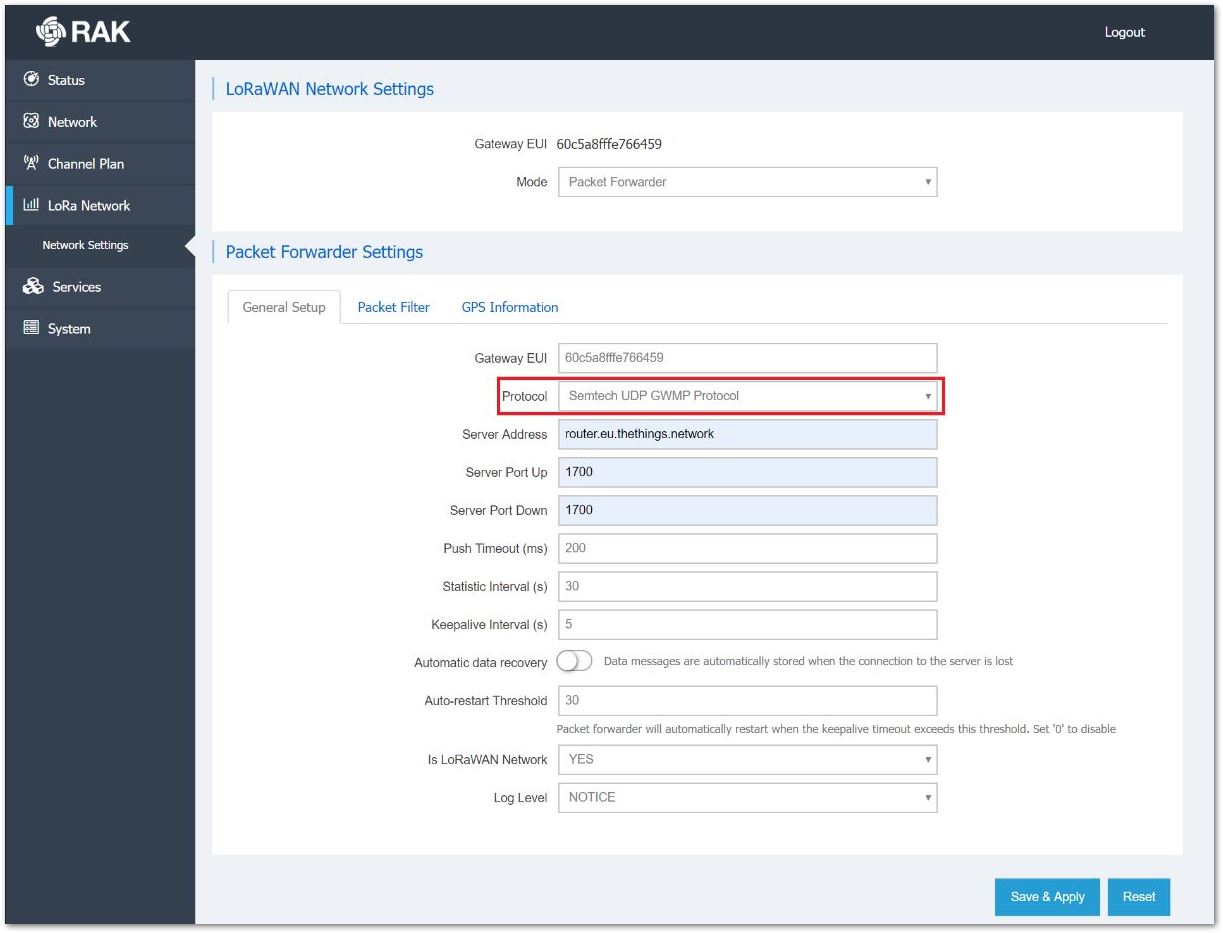 RAK
Logout
Status
Network
Channel Plan
LoRa Network
Network Settings
Services
System
LoRaWAN Network Settings
Gateway EUI 60c5a8fffe766459
Mode Packet Forwarder
Packet Forwarder Settings
General Setup Packet Filter GPS Information
Gateway EUI 60c5a8fffe766459
Protocol Semtech UDP GWMP Protocol
Server Address router.eu.thethings.network
Server Port Up 1700
Server Port Down 1700
Push Timeout (ms) 200
Statistic Interval (s) 30
Keepalive Interval (s) 5
Automatic data recovery Data messages are automatically stored when the connection to the server is lost
Auto-restart Threshold 30
Packet forwarder will automatically restart when the keepalive timeout exceeds this threshold. Set '0' to disable
Is LoRaWAN Network YES
Log Level NOTICE
Save & Apply Reset